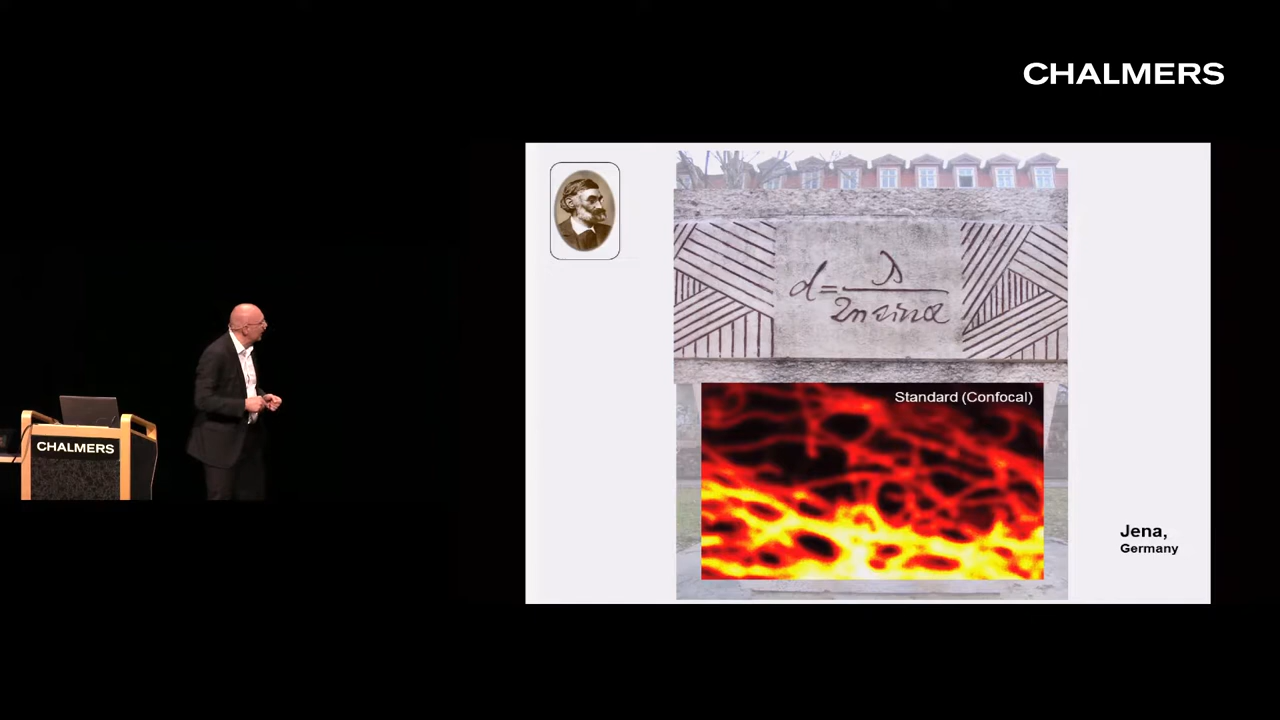 CHALMERS
d = λ / 2n sin α
Standard (Confocal)
Jena,
Germany
CHALMERS